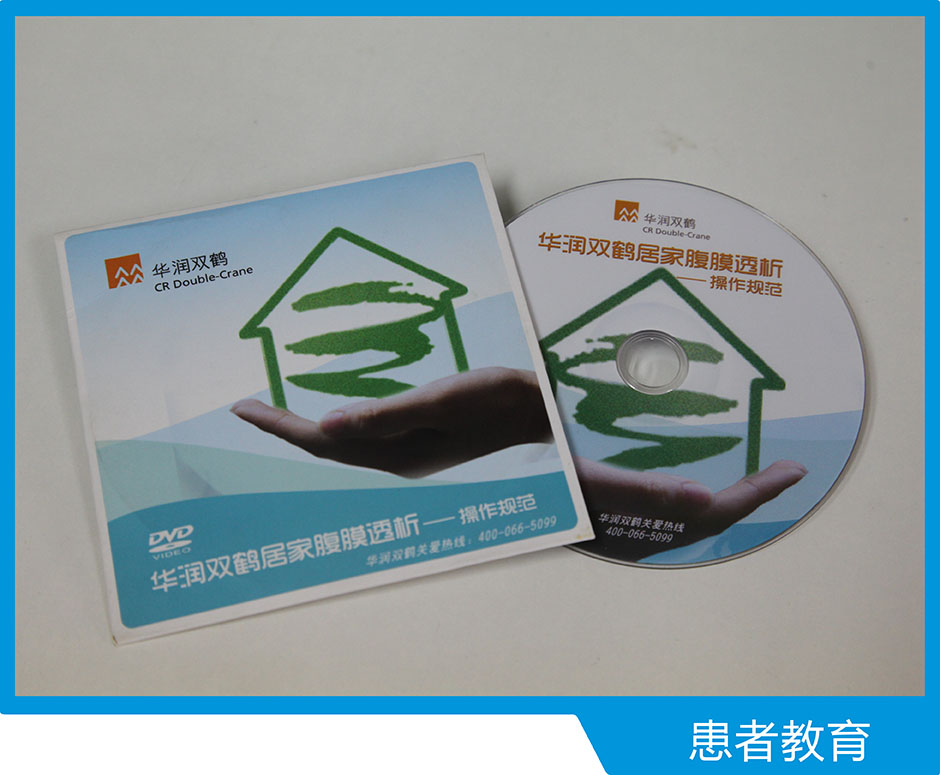 华润双鹤
CR Double-Crane
DVD
VIDEO
华润双鹤居家腹膜透析——操作规范
华润双鹤关爱热线：400-066-5099
华润双鹤
CR Double-Crane
华润双鹤居家腹膜透析
——操作规范
华润双鹤关爱热线
400-066-5099
患者教育